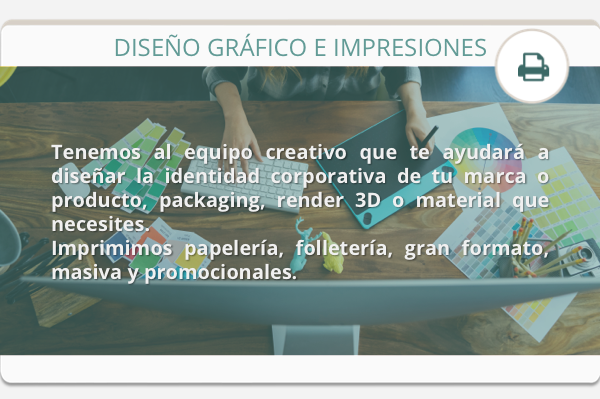 DISEÑO GRÁFICO E IMPRESIONES
Tenemos al equipo creativo que te ayudará a
diseñar la identidad corporativa de tu marca o
producto, packaging, render 3D o material que
necesites.
Imprimimos papelería, folletería, gran formato,
masiva y promocionales.